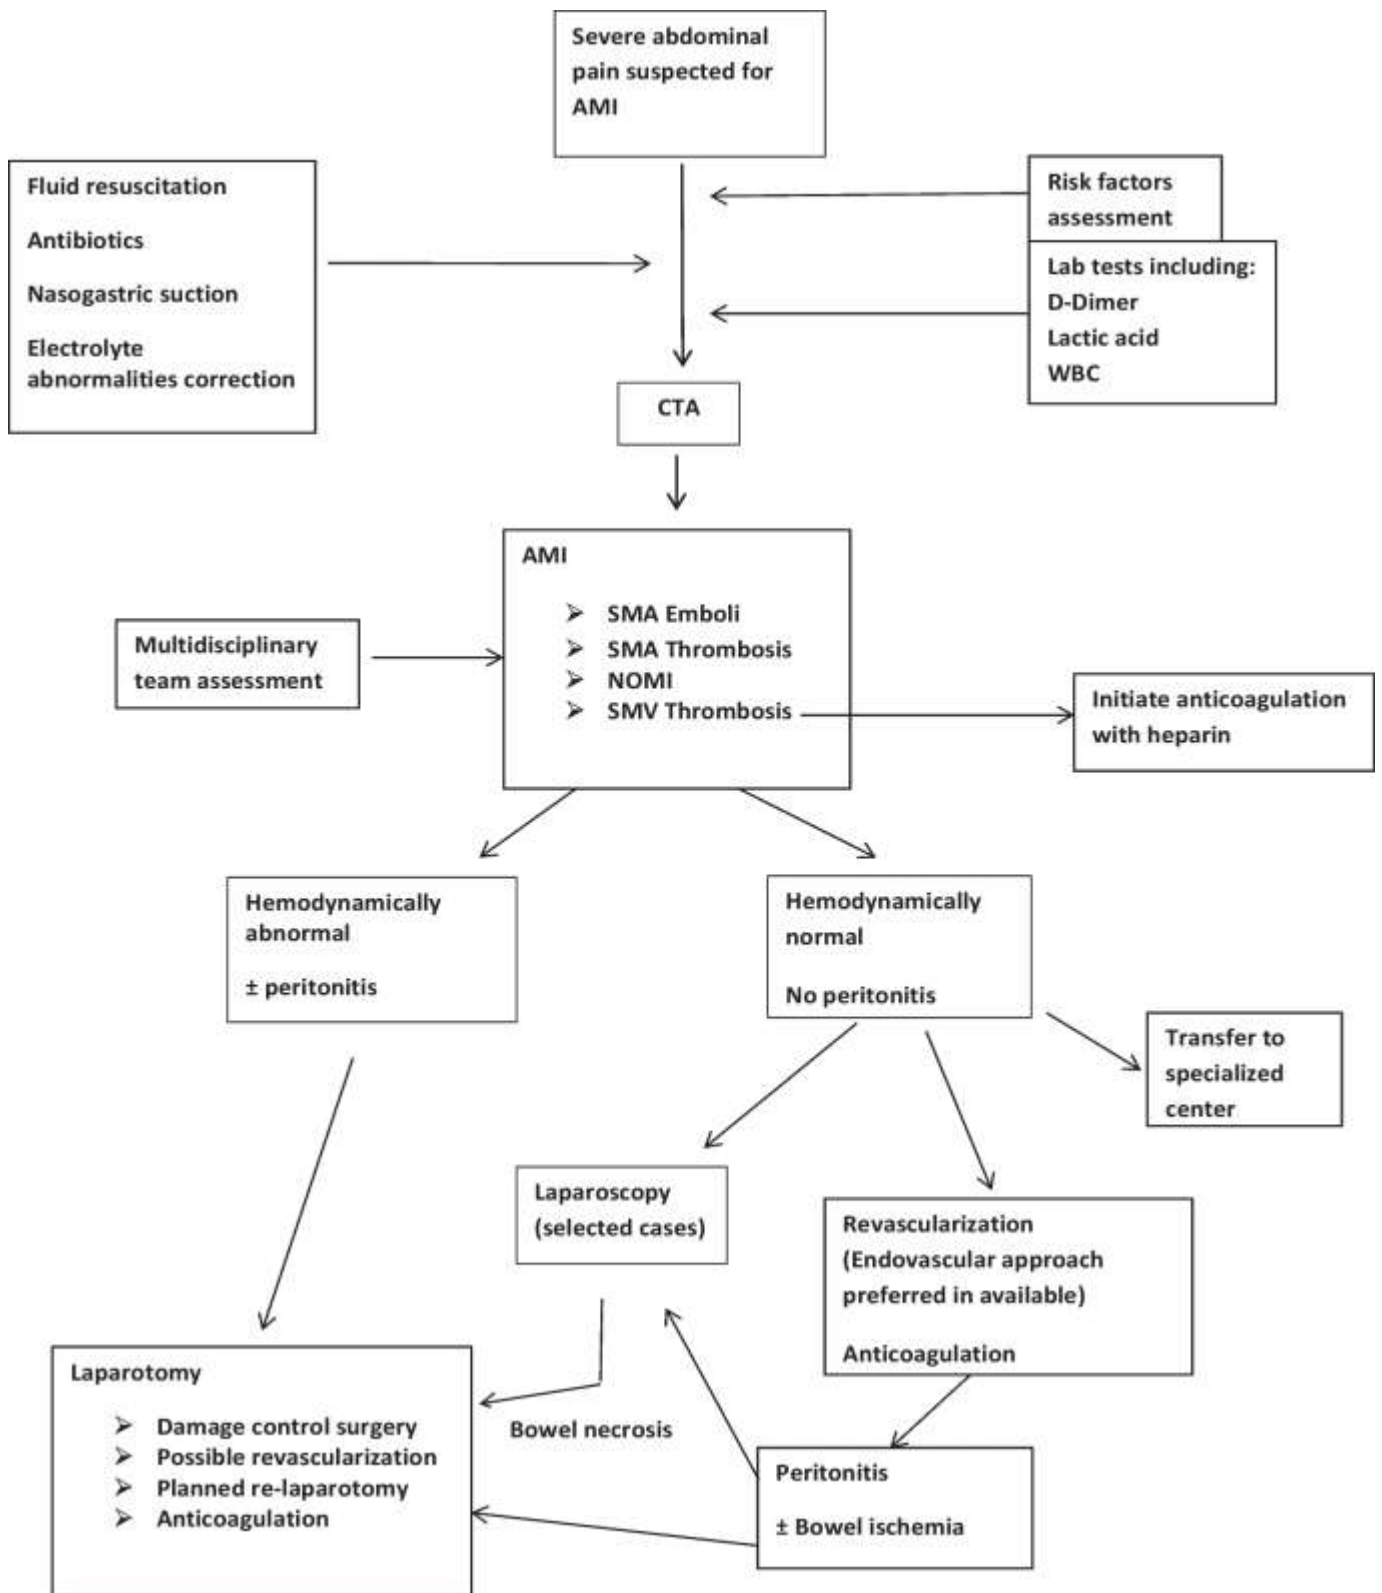 Severe abdominal
pain suspected for
AMI
Fluid resuscitation
Antibiotics
Nasogastric suction
Electrolyte
abnormalities correction
Risk factors
assessment
Lab tests including:
D-Dimer
Lactic acid
WBC
CTA
AMI
➢ SMA Emboli
➢ SMA Thrombosis
➢ NOMI
➢ SMV Thrombosis
Multidisciplinary
team assessment
Initiate anticoagulation
with heparin
Hemodynamically
abnormal
± peritonitis
Hemodynamically
normal
No peritonitis
Transfer to
specialized
center
Laparoscopy
(selected cases)
Revascularization
(Endovascular approach
preferred in available)
Anticoagulation
Laparotomy
➢ Damage control surgery
➢ Possible revascularization
➢ Planned re-laparotomy
➢ Anticoagulation
Bowel necrosis
Peritonitis
± Bowel ischemia